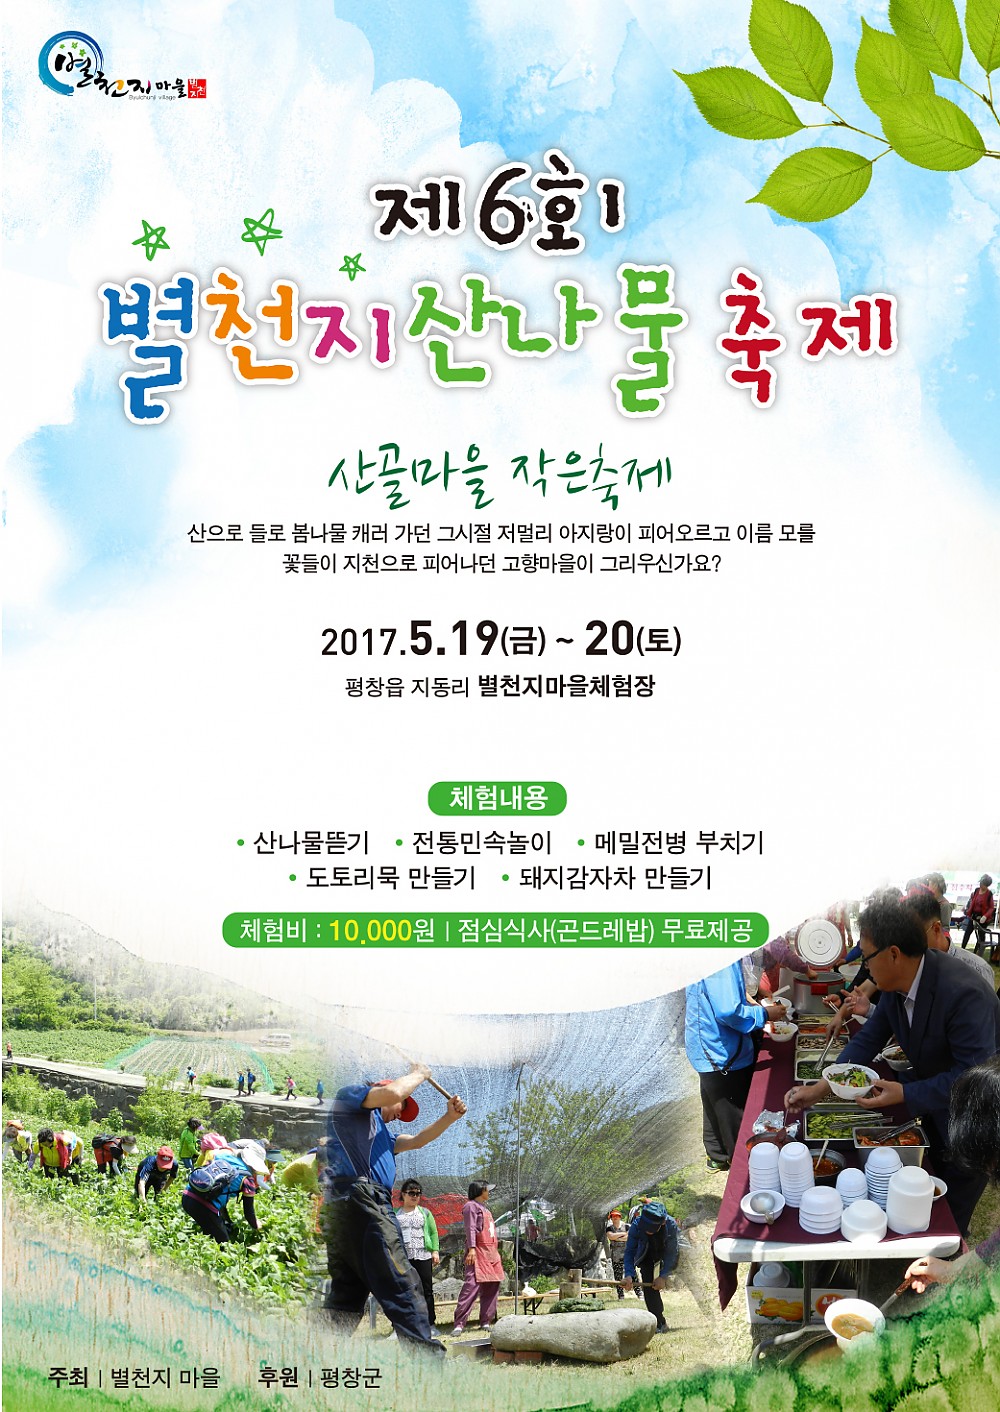 별천지마을
Byulchunji village
별천지
제6회
별천지산나물 축제
산골마을 작은축제
산으로 들로 봄나물 캐러 가던 그시절 저멀리 아지랑이 피어오르고 이름 모를
꽃들이 지천으로 피어나던 고향마을이 그리우신가요?
2017.5.19(금) ~ 20(토)
평창읍 지동리 별천지마을체험장
체험내용
• 산나물뜯기 • 전통민속놀이 • 메밀전병 부치기
• 도토리묵 만들기 • 돼지감자차 만들기
체험비 : 10,000원 | 점심식사(곤드레밥) 무료제공
주최 | 별천지 마을 후원 | 평창군